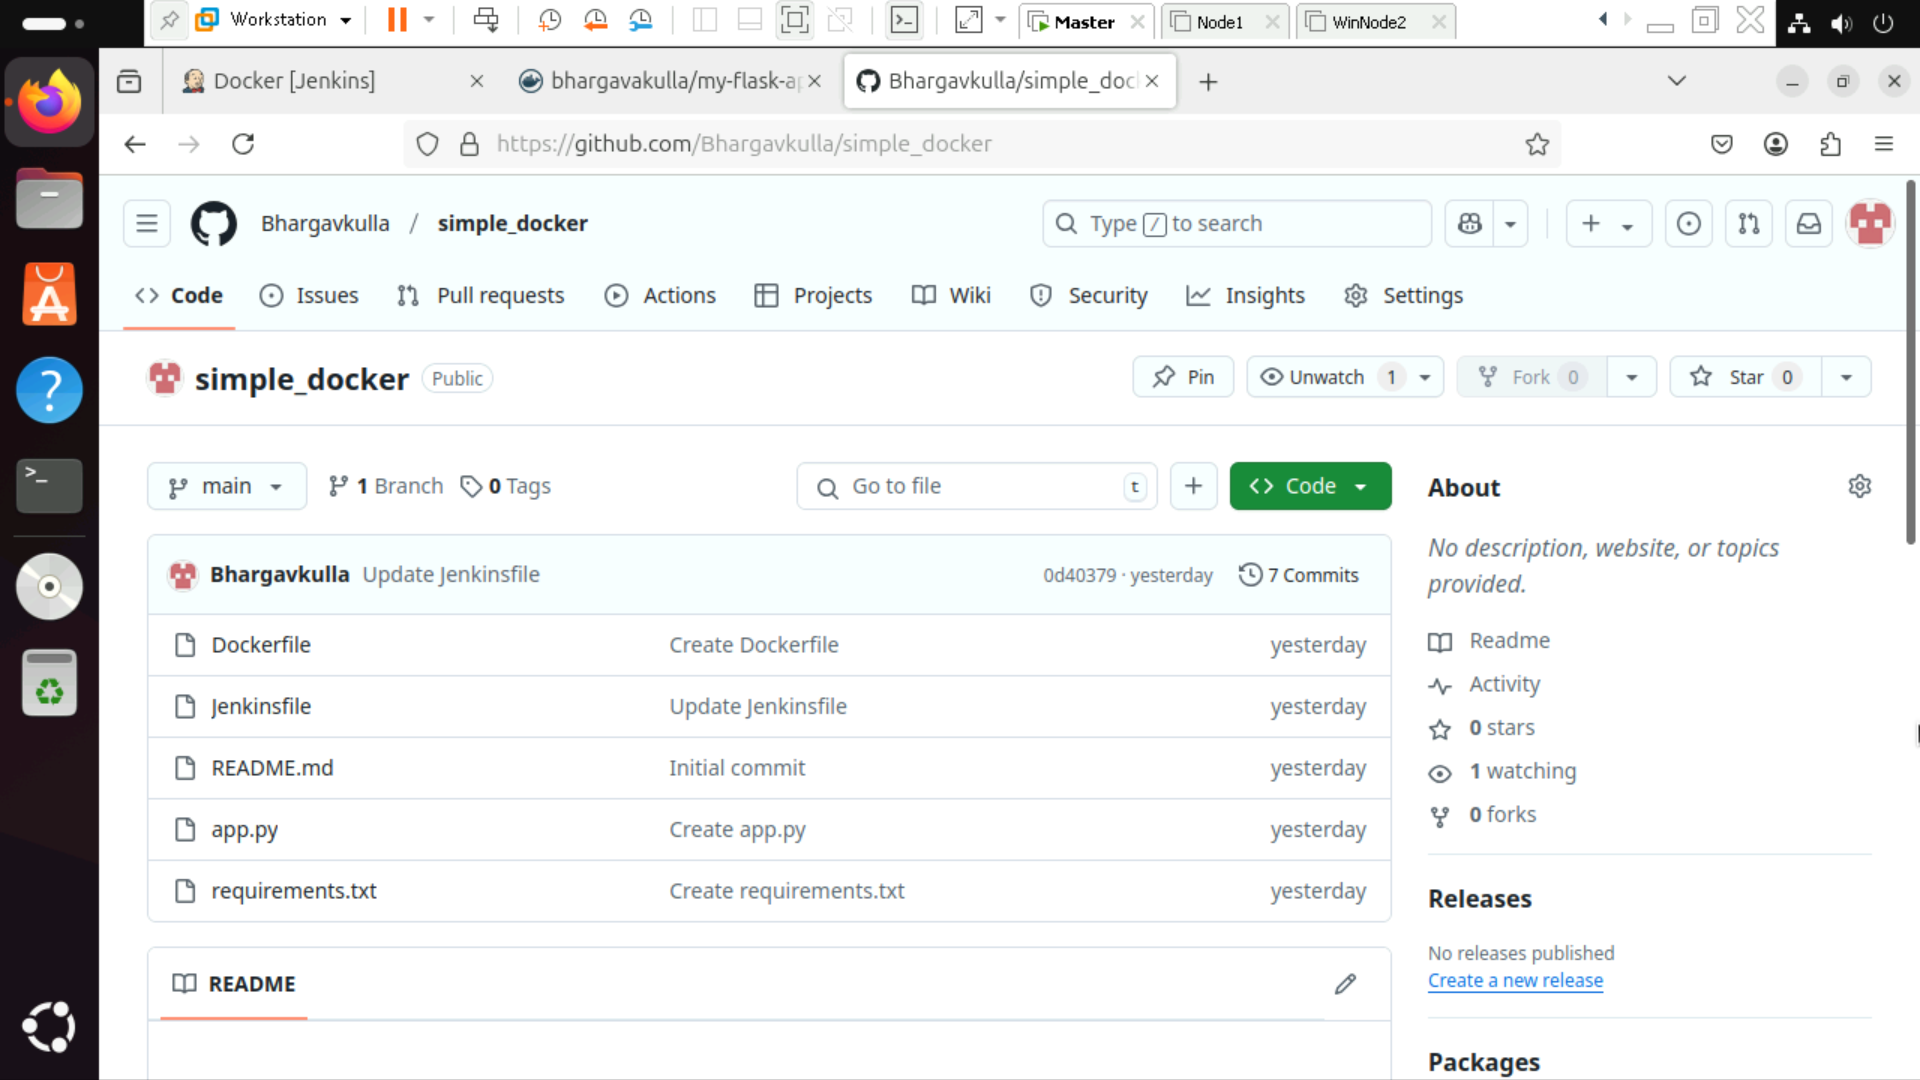 Workstation
Master
Node1
WinNode2
Docker [Jenkins]
bhargavakulla/my-flask-ap
Bhargavkulla/simple_doc
https://github.com/Bhargavkulla/simple_docker
Bhargavkulla / simple_docker
Type / to search
Code
Issues
Pull requests
Actions
Projects
Wiki
Security
Insights
Settings
simple_docker
Public
Pin
Unwatch 1
Fork 0
Star 0
main
1 Branch
0 Tags
Go to file
t
Code
Bhargavkulla Update Jenkinsfile
0d40379 · yesterday
7 Commits
Dockerfile
Create Dockerfile
yesterday
Jenkinsfile
Update Jenkinsfile
yesterday
README.md
Initial commit
yesterday
app.py
Create app.py
yesterday
requirements.txt
Create requirements.txt
yesterday
README
About
No description, website, or topics
provided.
Readme
Activity
0 stars
1 watching
0 forks
Releases
No releases published
Create a new release
Packages